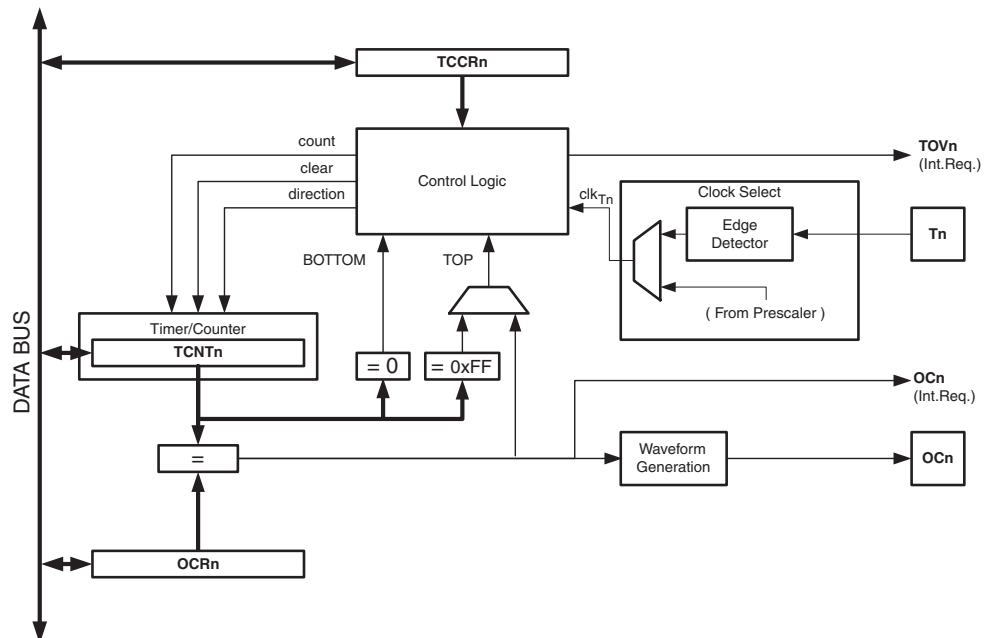 TCCRn
count
clear
direction
Control Logic
TOVn
(Int.Req.)
clkTn
Clock Select
Edge
Detector
Tn
( From Prescaler )
BOTTOM
TOP
DATA BUS
Timer/Counter
TCNTn
= 0
= 0xFF
OCn
(Int.Req.)
=
Waveform
Generation
OCn
OCRn